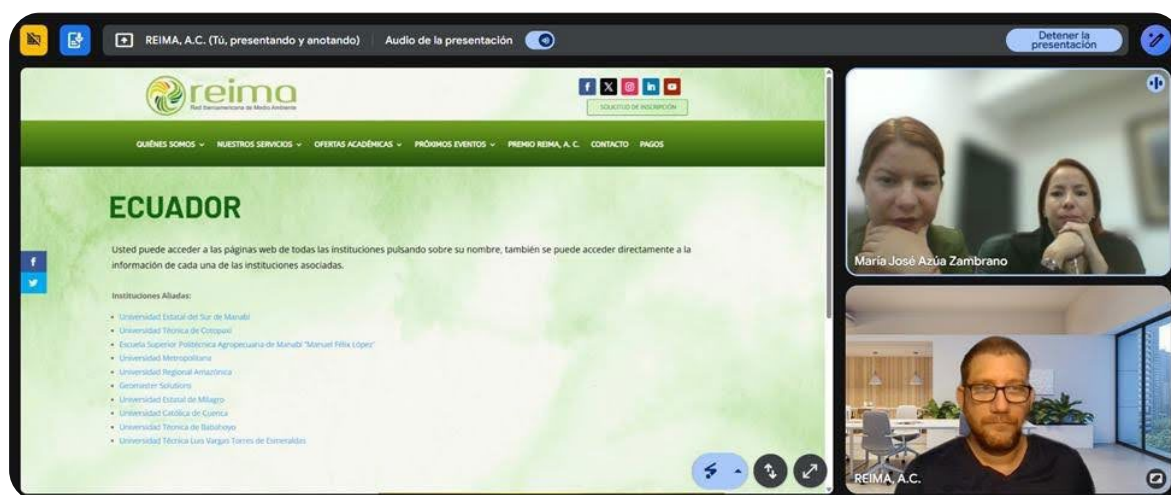 REIMA, A.C. (Tú, presentando y anotando)
Audio de la presentación
Detener la
presentación
reima
Red Iberoamericana de Medio Ambiente
SOLICITUD DE INSCRIPCIÓN
QUIÉNES SOMOS
NUESTROS SERVICIOS
OFERTAS ACADÉMICAS
PRÓXIMOS EVENTOS
PREMIO REIMA, A. C.
CONTACTO
PAGOS
ECUADOR
Usted puede acceder a las páginas web de todas las instituciones pulsando sobre su nombre, también se puede acceder directamente a la
información de cada una de las instituciones asociadas.
Instituciones Aliadas:
Universidad Estatal del Sur de Manabí
Universidad Técnica de Cotopaxi
Escuela Superior Politécnica Agropecuaria de Manabí "Manuel Félix López"
Universidad Metropolitana
Universidad Regional Amazónica
Geomaster Solutions
Universidad Estatal de Milagro
Universidad Católica de Cuenca
Universidad Técnica de Babahoyo
Universidad Técnica Luis Vargas Torres de Esmeraldas
María José Azúa Zambrano
REIMA, A.C.